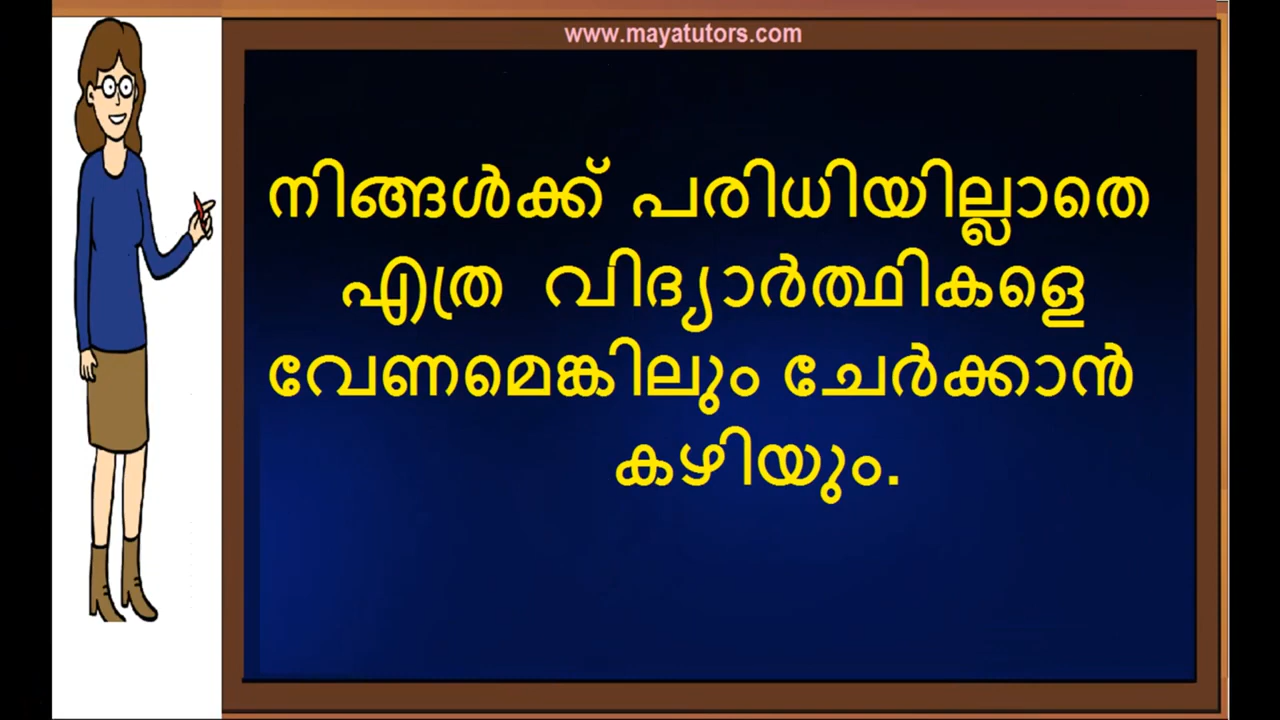 www.mayatutors.com
നിങ്ങൾക്ക് പരിധിയില്ലാതെ
എത്ര വിദ്യാർത്ഥികളെ
വേണമെങ്കിലും ചേർക്കാൻ
കഴിയും.